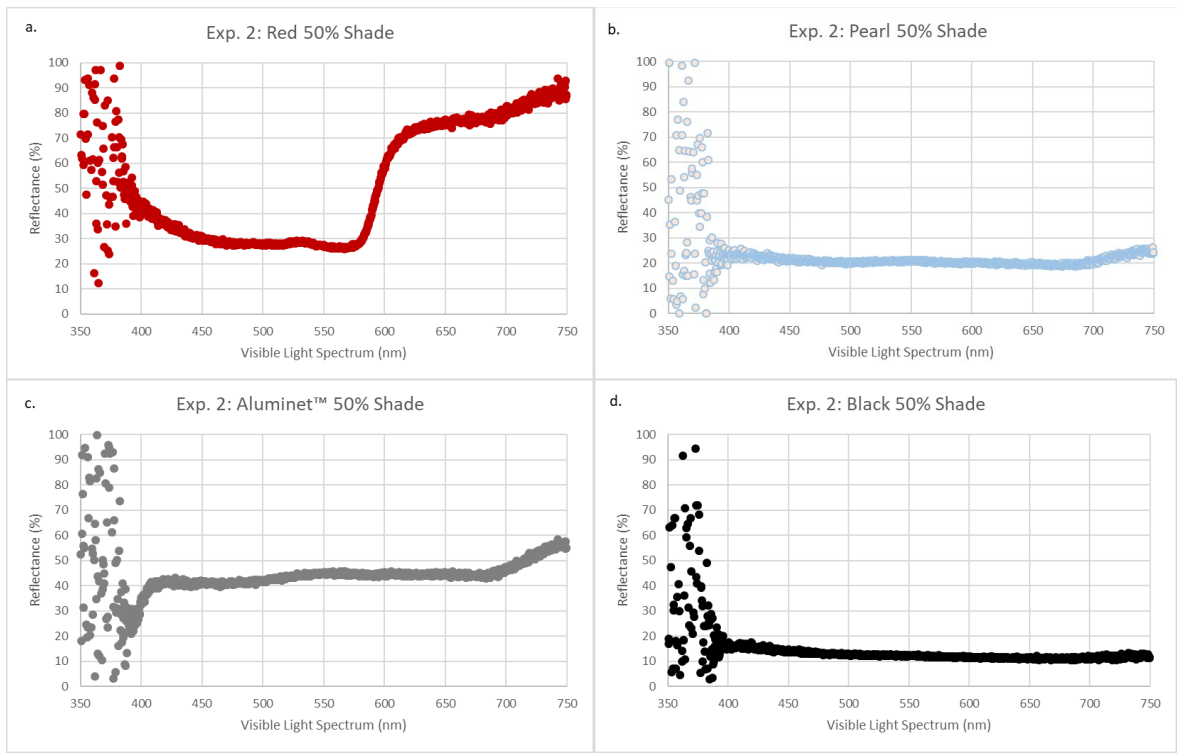 a.
Exp. 2: Red 50% Shade
Reflectance (%)
100
90
80
70
60
50
40
30
20
10
0
350 400 450 500 550 600 650 700 750
Visible Light Spectrum (nm)
b.
Exp. 2: Pearl 50% Shade
Reflectance (%)
100
90
80
70
60
50
40
30
20
10
0
350 400 450 500 550 600 650 700 750
Visible Light Spectrum (nm)
c.
Exp. 2: Aluminet™ 50% Shade
Reflectance (%)
100
90
80
70
60
50
40
30
20
10
0
350 400 450 500 550 600 650 700 750
Visible Light Spectrum (nm)
d.
Exp. 2: Black 50% Shade
Reflectance (%)
100
90
80
70
60
50
40
30
20
10
0
350 400 450 500 550 600 650 700 750
Visible Light Spectrum (nm)